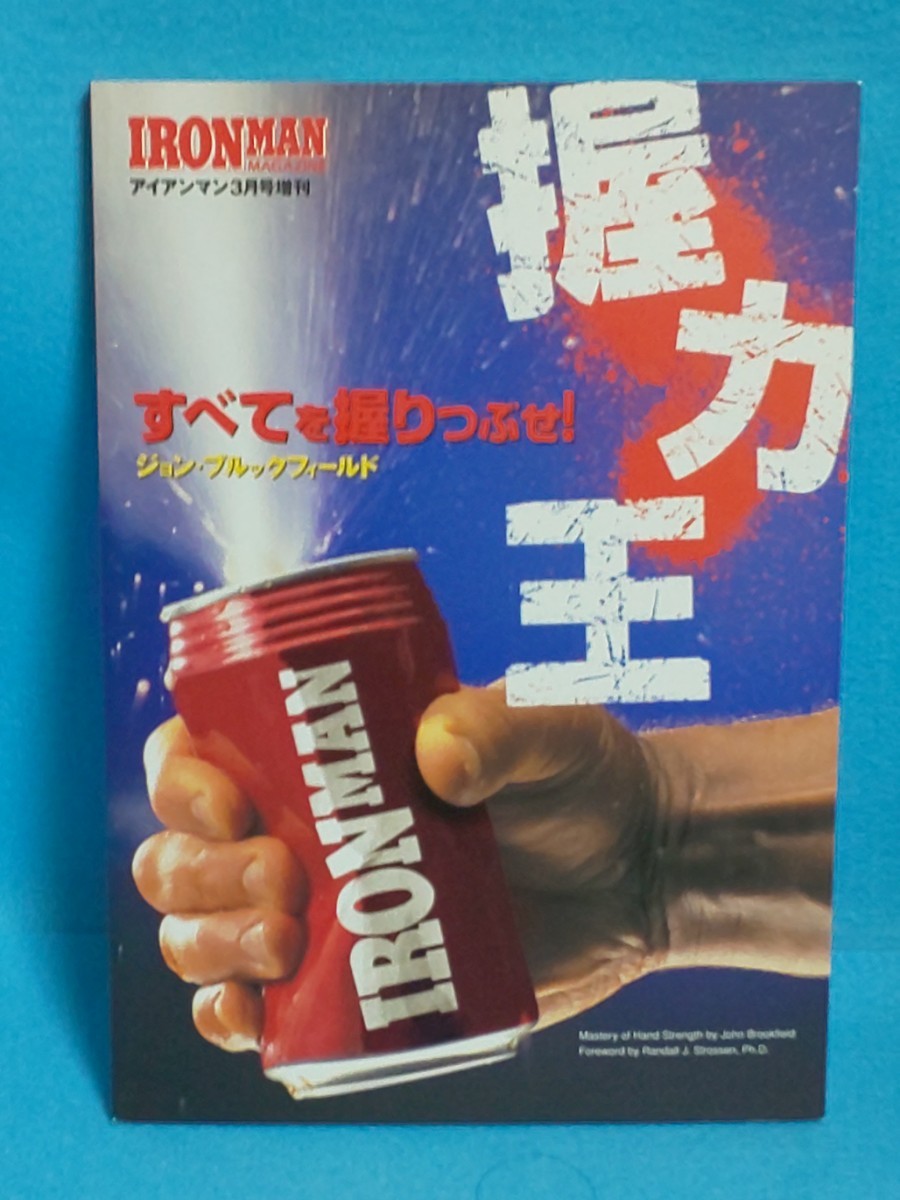 IRONMAN
MAGAZINE
アイアンマン3月号増刊
握力王
すべてを握りつぶせ!
ジョン・ブルックフィールド
IRONMAN
Mastery of Hand Strength by John Brookfield
Foreword by Randall J. Strossen, Ph.D.